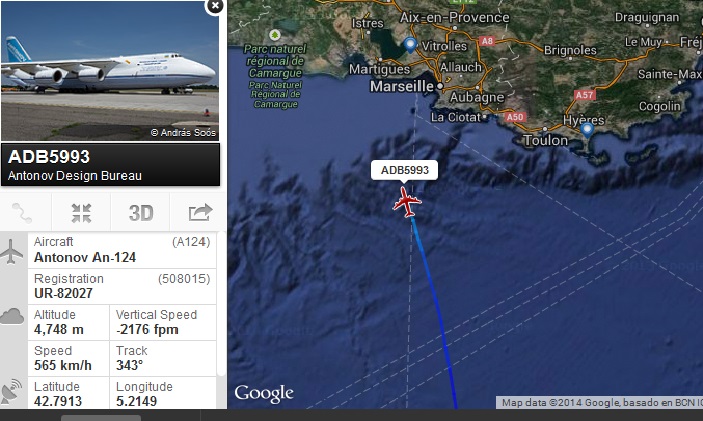 © András Soós
ADB5993
Antonov Design Bureau
3D
Aircraft (A124)
Antonov An-124
Registration (508015)
UR-82027
Altitude Vertical Speed
4,748 m -2176 fpm
Speed Track
565 km/h 343°
Latitude Longitude
42.7913 5.2149
Istres
Aix-en-Provence
Draguignan
Parc naturel
régional de
Camargue
Parc Naturel
Régional de
Camargue
Vitrolles
A8
Le Muy
Fréj
Brignoles
Martigues
Allauch
Sainte-Max
Marseille
Aubagne
A57
Cogolin
La Ciotat
A50
Hyères
Toulon
ADB5993
Google
Map data ©2014 Google, basado en BCN IG